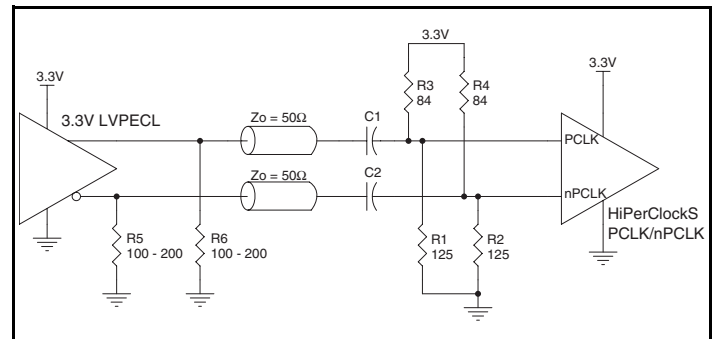 3.3V
3.3V
3.3V
R3
84
R4
84
3.3V LVPECL
Zo = 50Ω
C1
PCLK
Zo = 50Ω
C2
nPCLK
HiPerClockS
PCLK/nPCLK
R5
100 - 200
R6
100 - 200
R1
125
R2
125